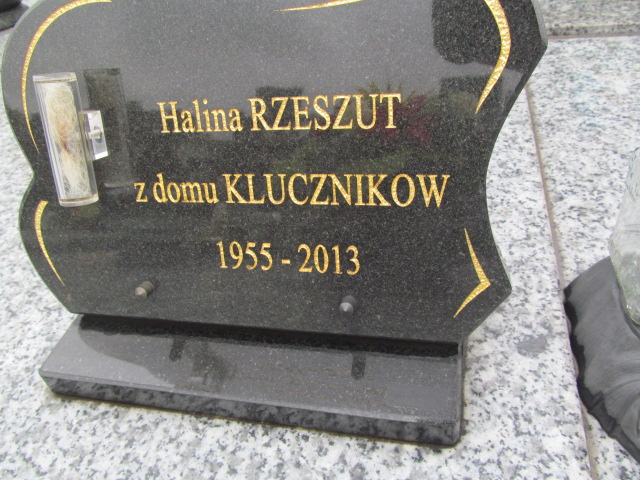 Halina RZESZUT
z domu KLUCZNIKOW
1955 - 2013